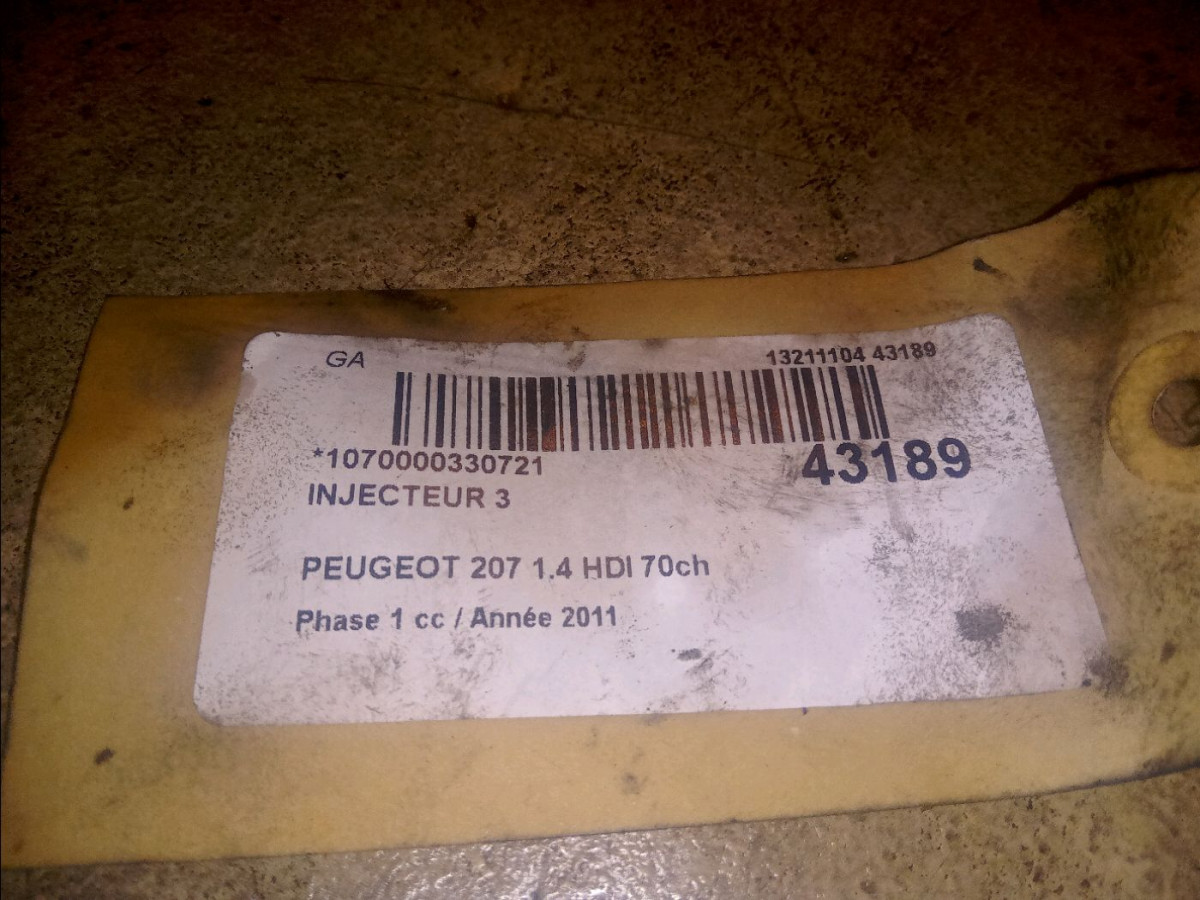 GA 13211104 43189
*1070000330721 43189
INJECTEUR 3
PEUGEOT 207 1.4 HDI 70ch
Phase 1 cc / Année 2011